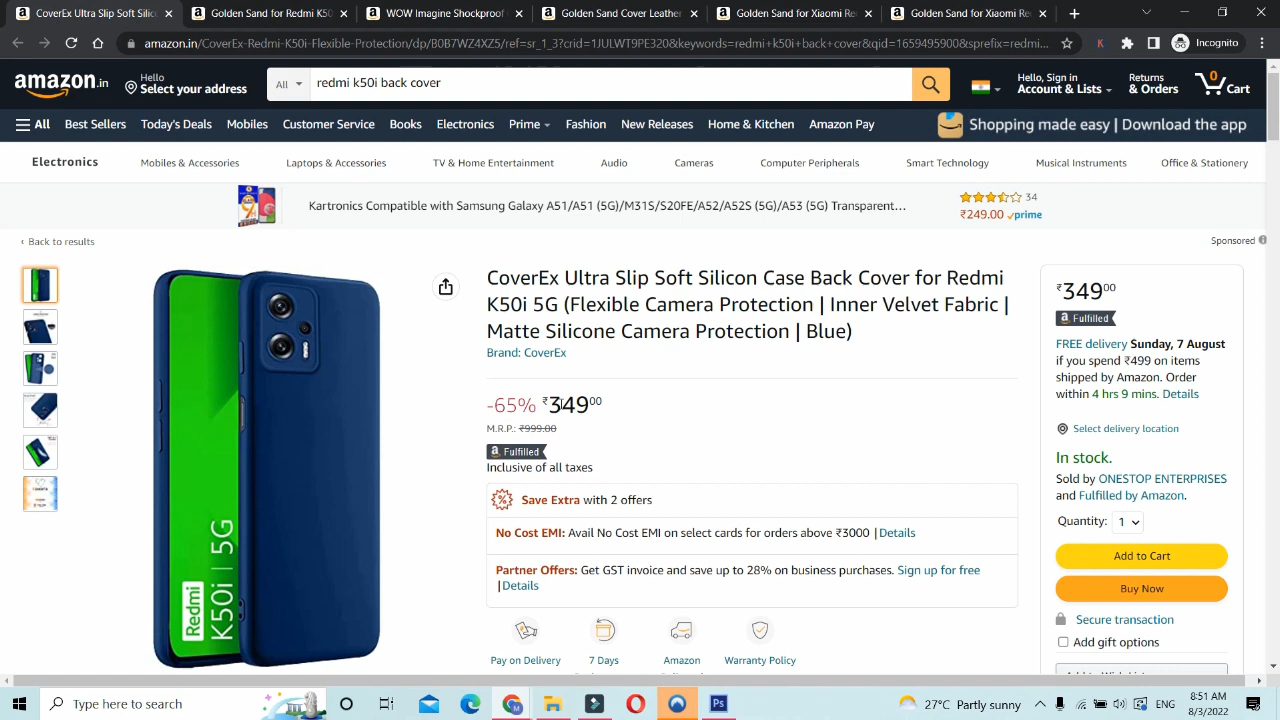 CoverEx Ultra Slip Soft Silic
Golden Sand for Redmi K50i
WOW Imagine Shockproof
Golden Sand Cover Leather
Golden Sand for Xiaomi Re
Golden Sand for Xiaomi Re
amazon.in/CoverEx-Redmi-K50i-Flexible-Protection/dp/B0B7WZ4XZ5/ref=sr_1_3?crid=1JULWT9PE320&keywords=redmi+k50i+back+cover&qid=1659495900&sprefix=redmi...
Incognito
amazon.in
Hello
Select your address
All
redmi k50i back cover
Hello, Sign in
Account & Lists
Returns
& Orders
0
Cart
All
Best Sellers
Today's Deals
Mobiles
Customer Service
Books
Electronics
Prime
Fashion
New Releases
Home & Kitchen
Amazon Pay
Shopping made easy | Download the app
Electronics
Mobiles & Accessories
Laptops & Accessories
TV & Home Entertainment
Audio
Cameras
Computer Peripherals
Smart Technology
Musical Instruments
Office & Stationery
Kartronics Compatible with Samsung Galaxy A51/A51 (5G)/M31S/S20FE/A52/A52S (5G)/A53 (5G) Transparent…
34
₹249.00 prime
‹ Back to results
Sponsored
CoverEx Ultra Slip Soft Silicon Case Back Cover for Redmi
K50i 5G (Flexible Camera Protection | Inner Velvet Fabric |
Matte Silicone Camera Protection | Blue)
Brand: CoverEx
-65% ₹349.00
M.R.P.: ₹999.00
Fulfilled
Inclusive of all taxes
Save Extra with 2 offers
No Cost EMI: Avail No Cost EMI on select cards for orders above ₹3000 | Details
Partner Offers: Get GST invoice and save up to 28% on business purchases. Sign up for free
| Details
Pay on Delivery
7 Days
Amazon
Warranty Policy
Redmi
K50i | 5G
₹349.00
Fulfilled
FREE delivery Sunday, 7 August
if you spend ₹499 on items
shipped by Amazon. Order
within 4 hrs 9 mins. Details
Select delivery location
In stock.
Sold by ONESTOP ENTERPRISES
and Fulfilled by Amazon.
Quantity: 1
Add to Cart
Buy Now
Secure transaction
Add gift options
Type here to search
27°C Partly sunny
ENG
8:51 AM
8/3/2022